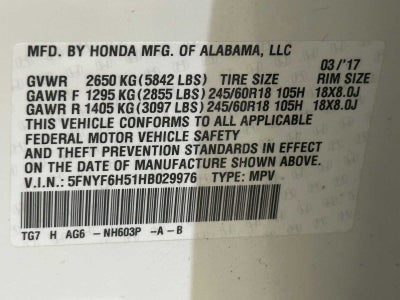 MFD. BY HONDA MFG. OF ALABAMA, LLC
03 /'17
GVWR 2650 KG (5842 LBS) TIRE SIZE RIM SIZE
GAWR F 1295 KG (2855 LBS) 245/60R18 105H 18X8.0J
GAWR R 1405 KG (3097 LBS) 245/60R18 105H 18X8.0J
THIS VEHICLE CONFORMS TO ALL APPLICABLE
FEDERAL MOTOR VEHICLE SAFETY
AND THEFT PREVENTION STANDARDS IN EFFECT
ON THE DATE OF MANUFACTURE SHOWN ABOVE.
V.I.N.: 5FNYF6H51HB029976 TYPE: MPV
TG7 H AG6 -NH603P -A-B